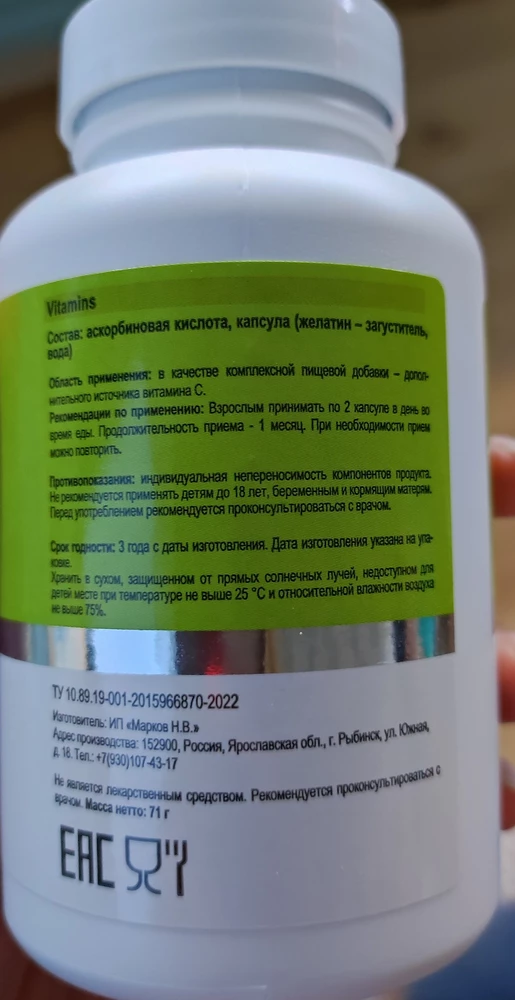 Vitamins
Состав: аскорбиновая кислота, капсула (желатин – загуститель,
вода)
Область применения: в качестве комплексной пищевой добавки – допол-
нительного источника витамина С.
Рекомендации по применению: Взрослым принимать по 2 капсуле в день во
время еды. Продолжительность приема - 1 месяц. При необходимости прием
можно повторить.
Противопоказания: индивидуальная непереносимость компонентов продукта.
Не рекомендуется применять детям до 18 лет, беременным и кормящим матерям.
Перед употреблением рекомендуется проконсультироваться с врачом.
Срок годности: 3 года с даты изготовления. Дата изготовления указана на упа-
ковке.
Хранить в сухом, защищенном от прямых солнечных лучей, недоступном для
детей месте при температуре не выше 25 °С и относительной влажности воздуха
не выше 75%.
ТУ 10.89.19-001-2015966870-2022
Изготовитель: ИП «Марков Н.В.»
Адрес производства: 152900, Россия, Ярославская обл., г. Рыбинск, ул. Южная,
д. 18. Тел.: +7(930)107-43-17
Не является лекарственным средством. Рекомендуется проконсультироваться с
врачом. Масса нетто: 71 г
EAC